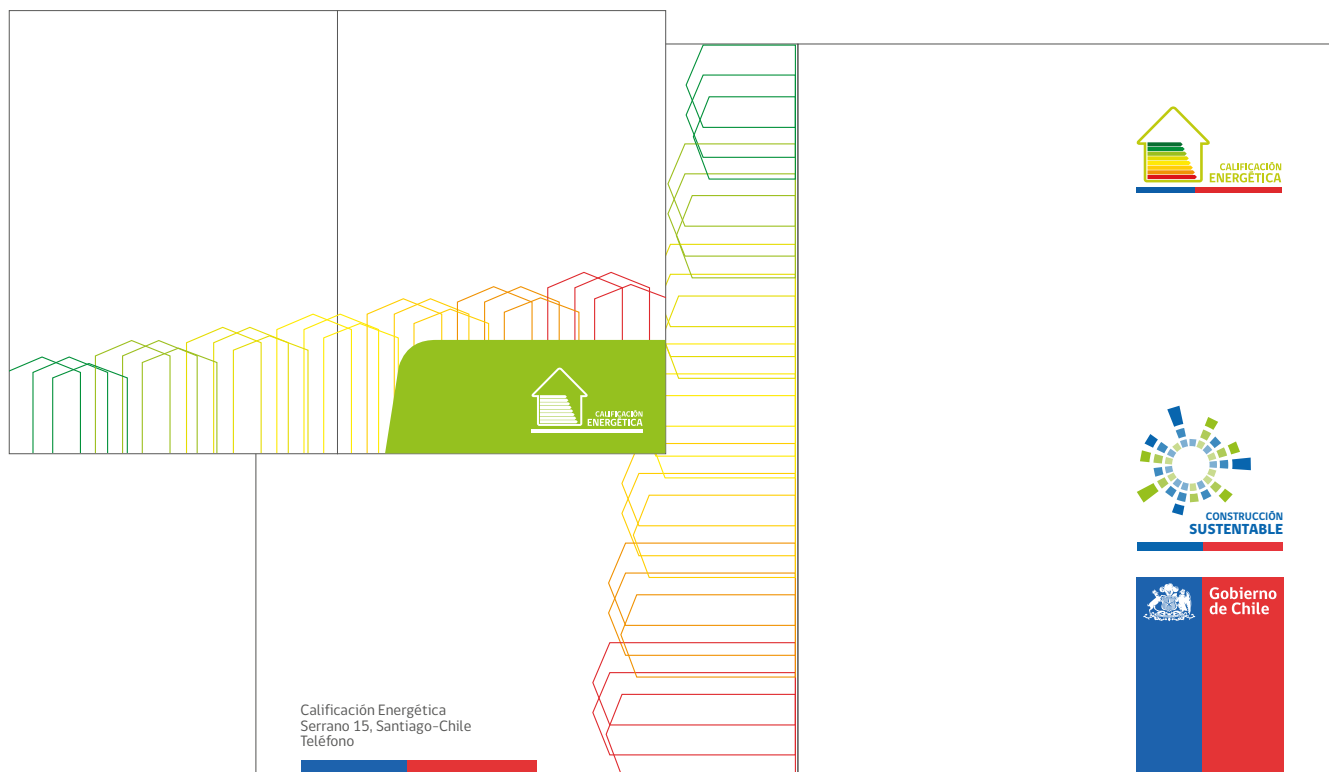 CALIFICACIÓN
ENERGÉTICA
CALIFICACIÓN
ENERGÉTICA
CONSTRUCCIÓN
SUSTENTABLE
Gobierno
de Chile
Calificación Energética
Serrano 15, Santiago-Chile
Teléfono